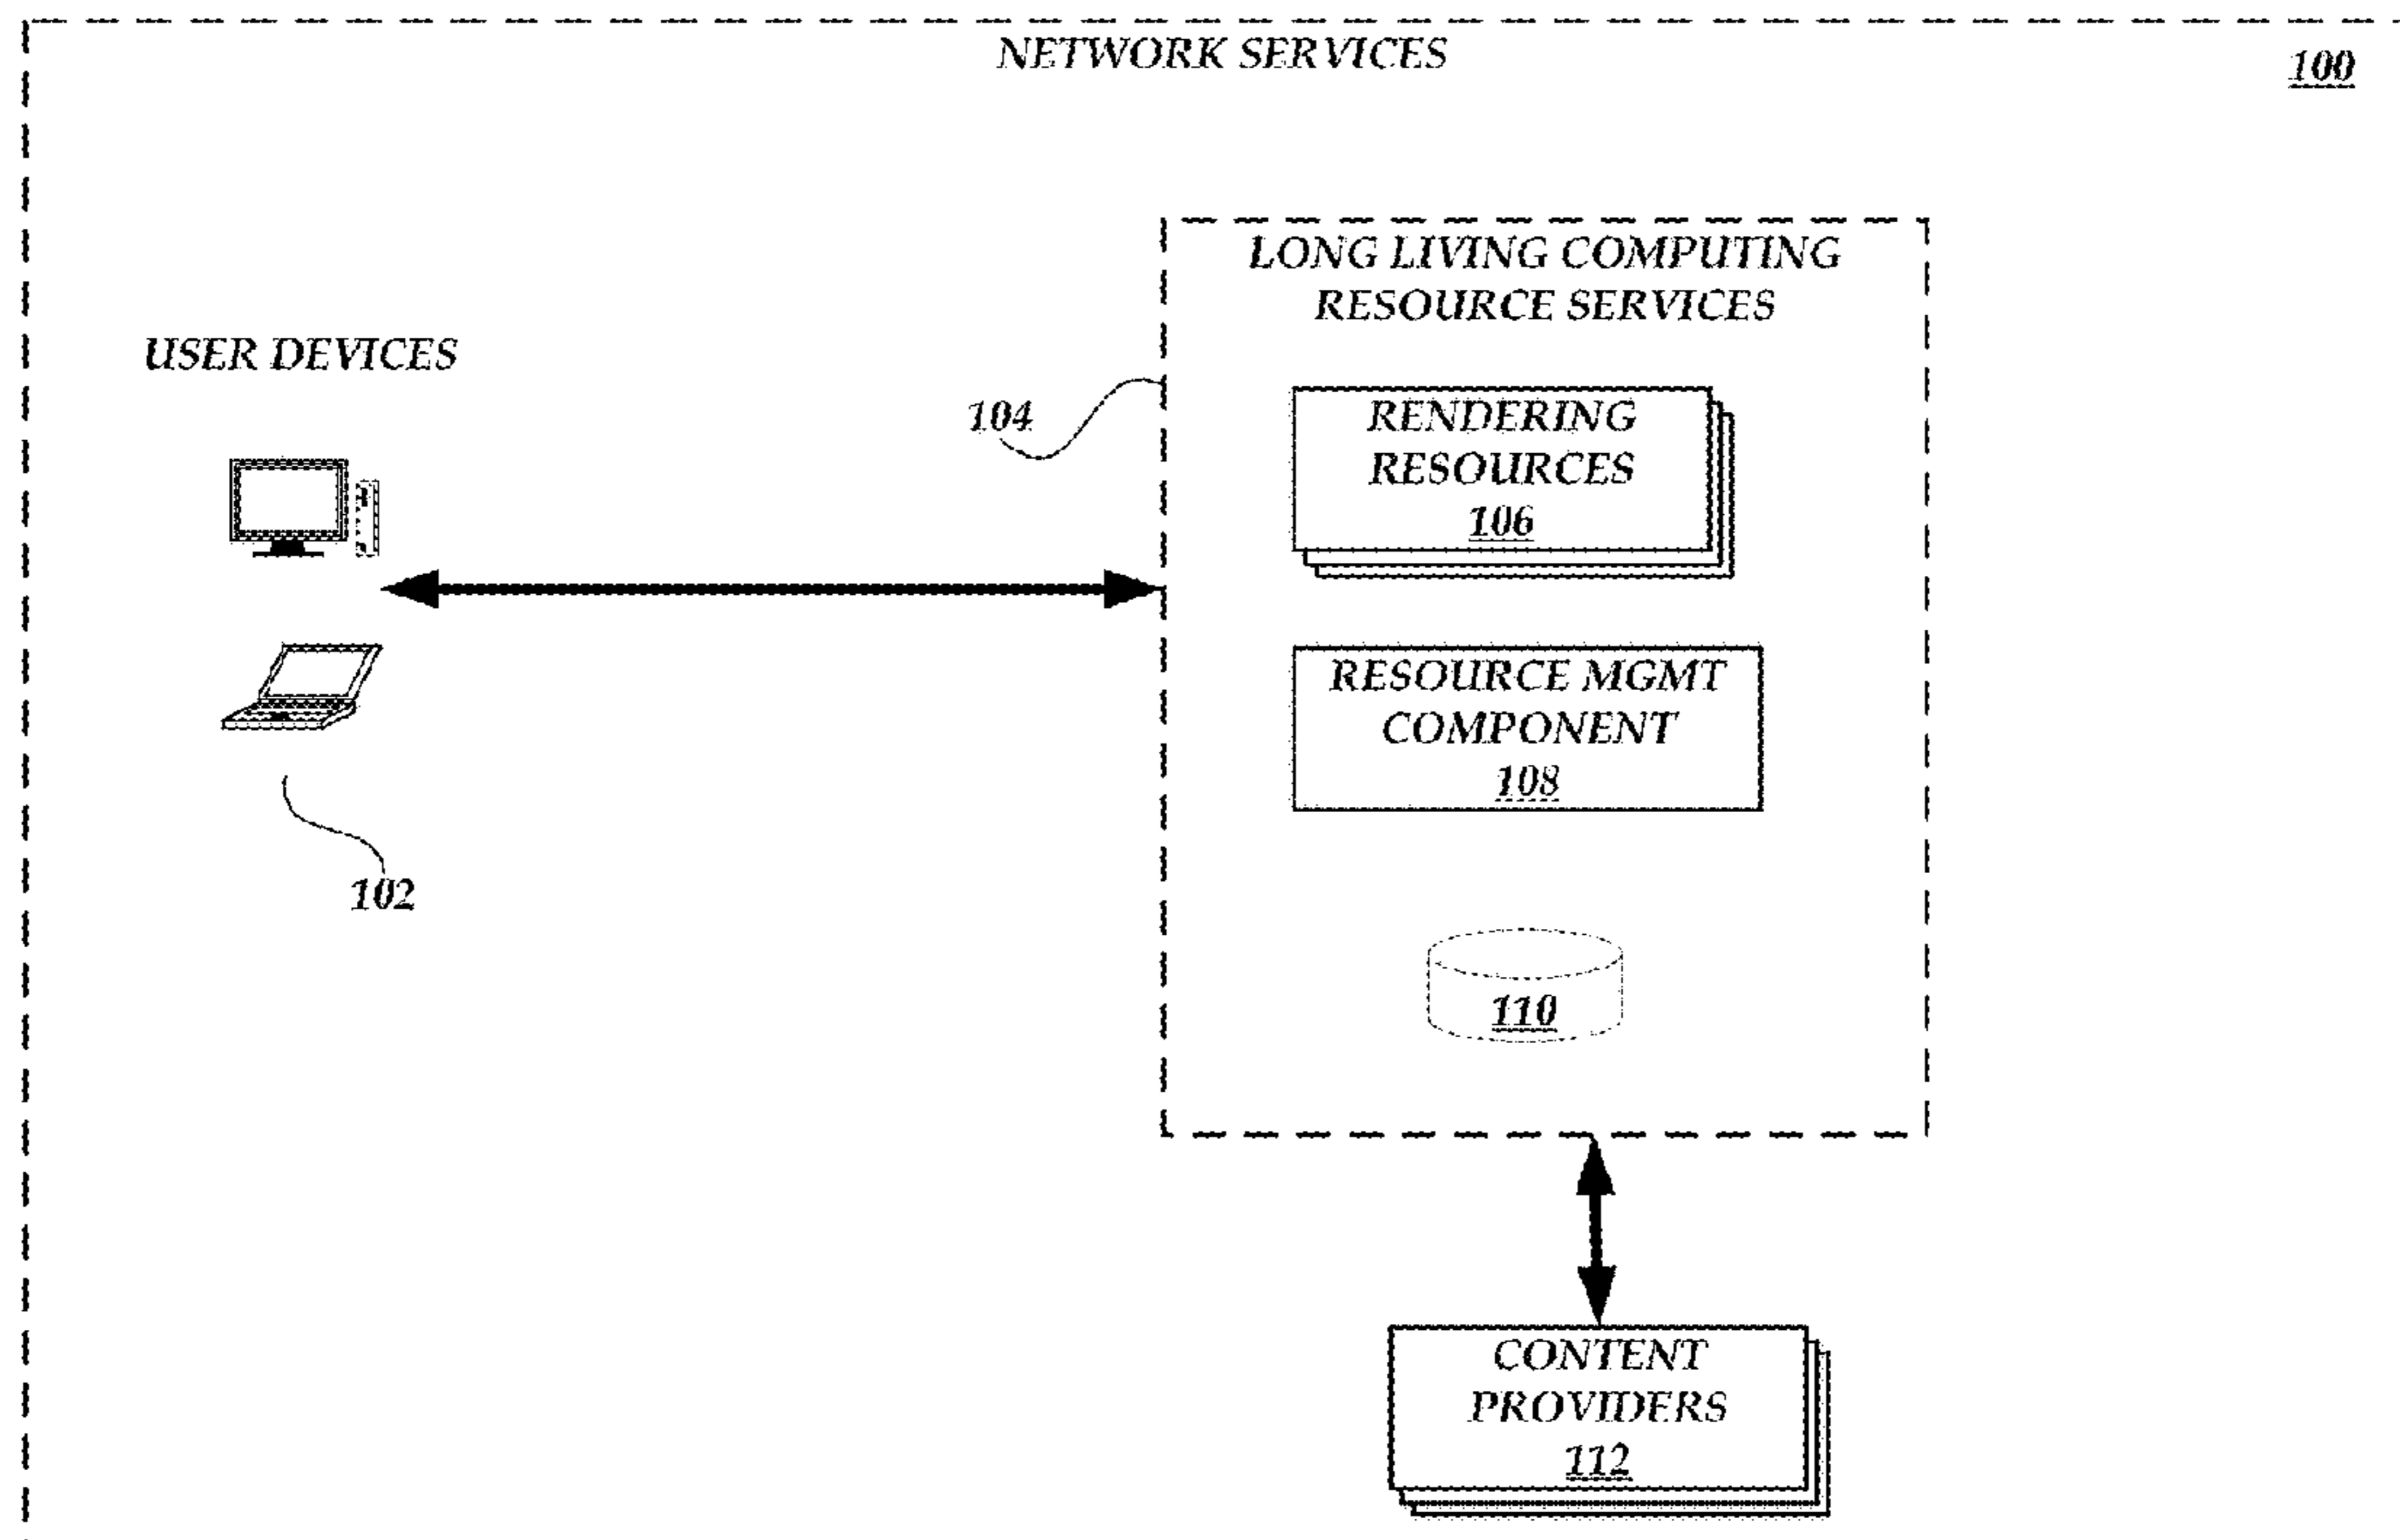 NETWORK SERVICES
100
LONG LIVING COMPUTING
RESOURCE SERVICES
USER DEVICES
104
RENDERING
RESOURCES
106
RESOURCE MGMT
COMPONENT
108
102
110
CONTENT
PROVIDERS
112